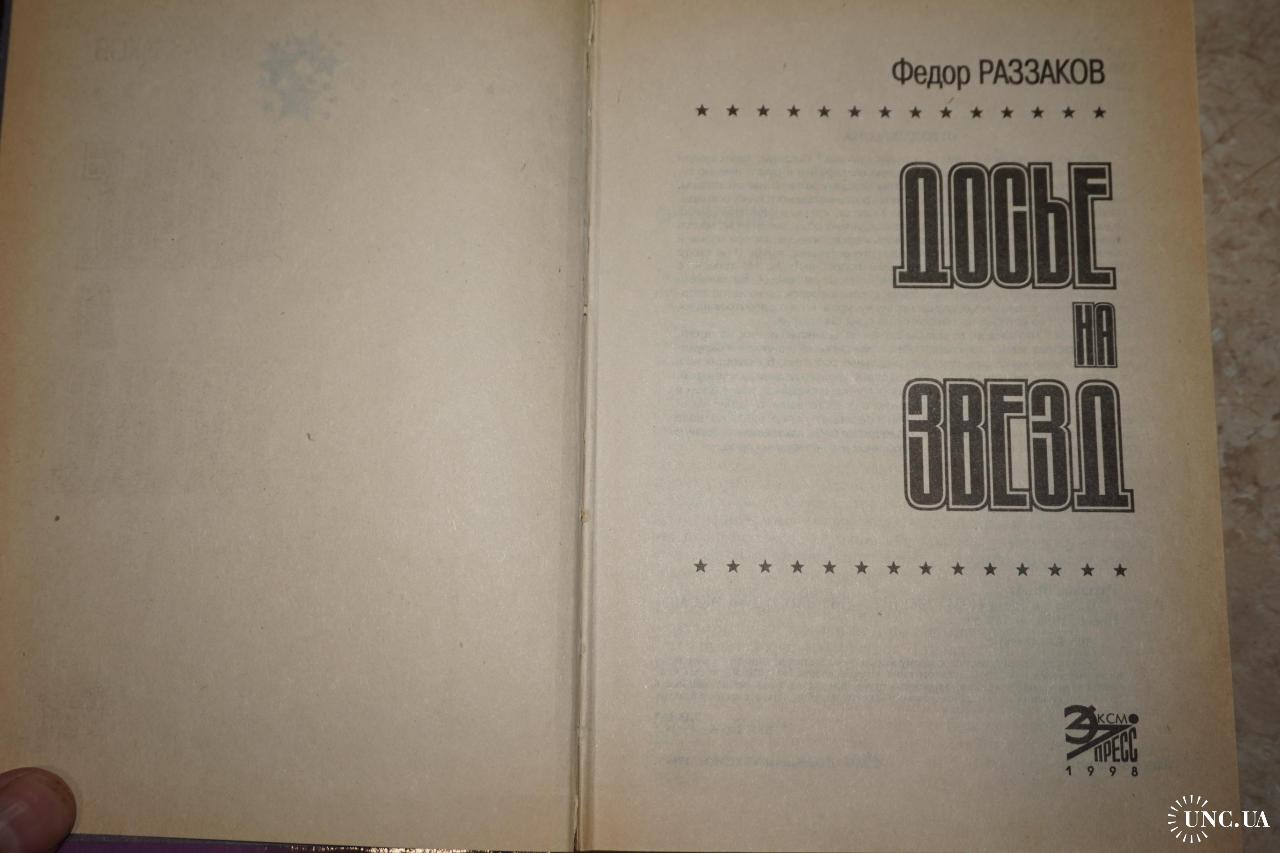 Федор РАЗЗАКОВ
ДОСЬЕ
НА
ЗВЕЗД
ЭКСМО
ПРЕСС
1998
UNC.UA